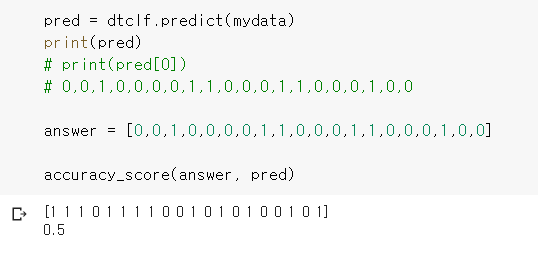 pred = dtclf.predict(mydata)
print(pred)
# print(pred[0])
# 0,0,1,0,0,0,0,1,1,0,0,0,1,1,0,0,0,1,0,0
answer = [0,0,1,0,0,0,0,1,1,0,0,0,1,1,0,0,0,1,0,0]
accuracy_score(answer, pred)
[1 1 1 0 1 1 1 1 0 0 1 0 1 0 1 0 0 1 0 1]
0.5